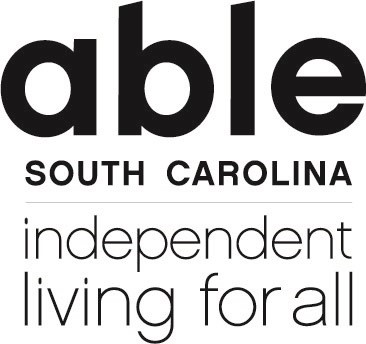 able
SOUTH CAROLINA
independent
living for all